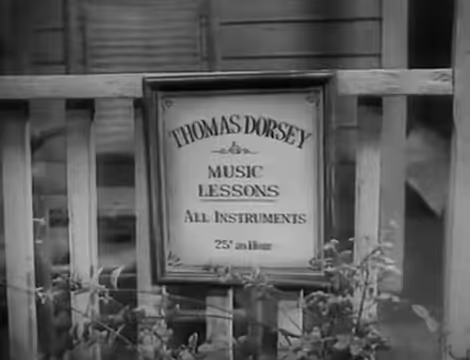 THOMAS DORSEY
MUSIC
LESSONS
ALL INSTRUMENTS
25¢ an Hour